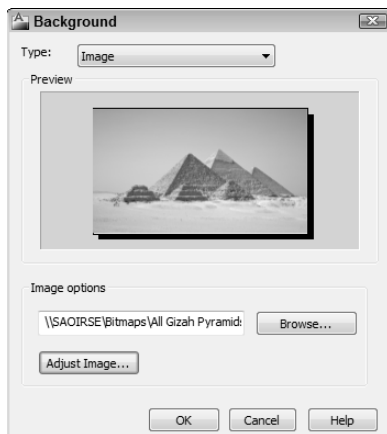 Background
Type: Image
Preview
Image options
\\SAOIRSE\Bitmaps\All Gizah Pyramids Browse...
Adjust Image...
OK Cancel Help